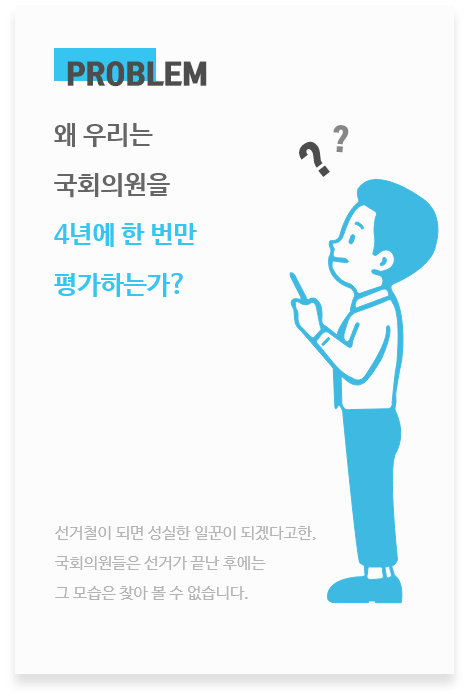 PROBLEM
? ?
왜 우리는
국회의원을
4년에 한 번만
평가하는가?
선거철이 되면 성실한 일꾼이 되겠다고한,
국회의원들은 선거가 끝난 후에는
그 모습은 찾아 볼 수 없습니다.